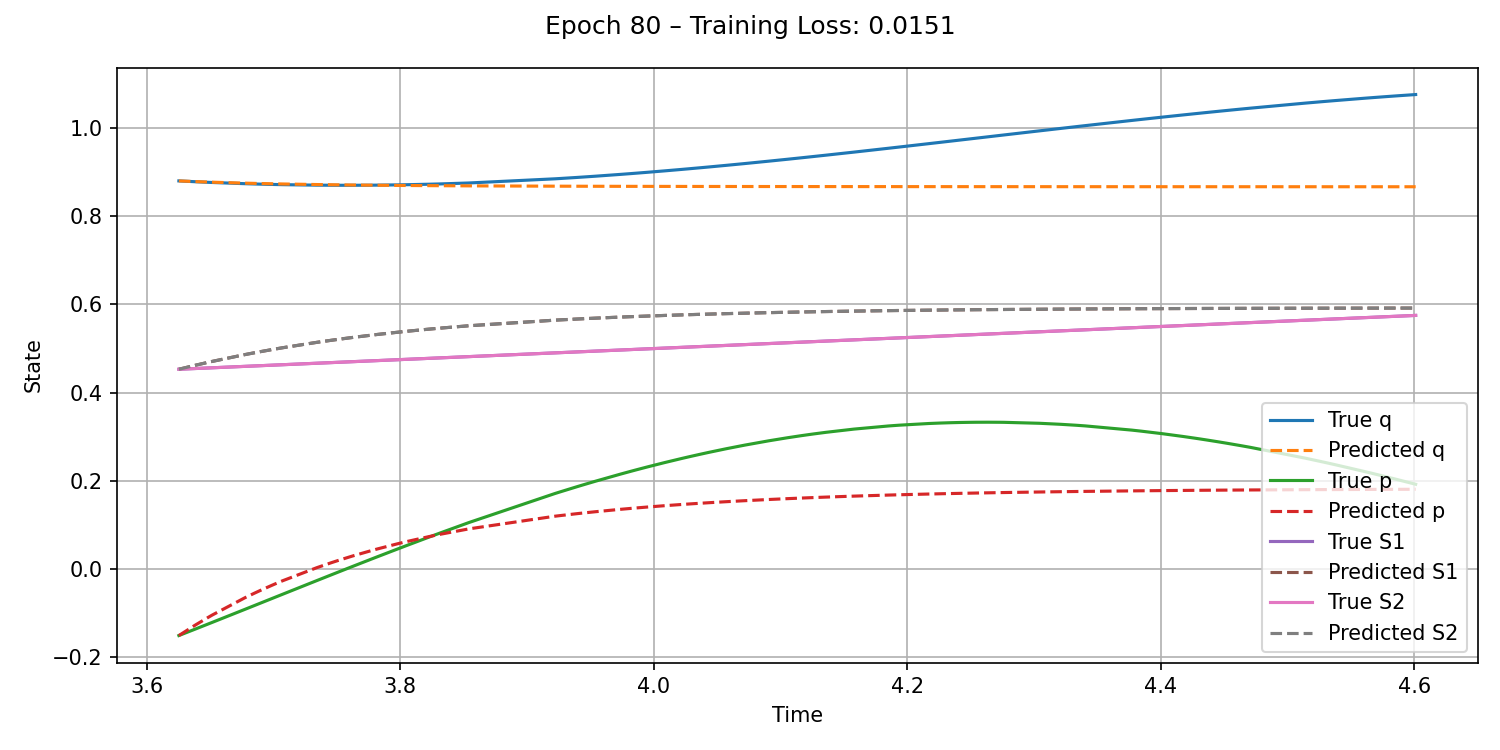 Epoch 80 – Training Loss: 0.0151
State
1.0
0.8
0.6
0.4
0.2
0.0
−0.2
True q
Predicted q
True p
Predicted p
True S1
Predicted S1
True S2
Predicted S2
3.6 3.8 4.0 4.2 4.4 4.6
Time